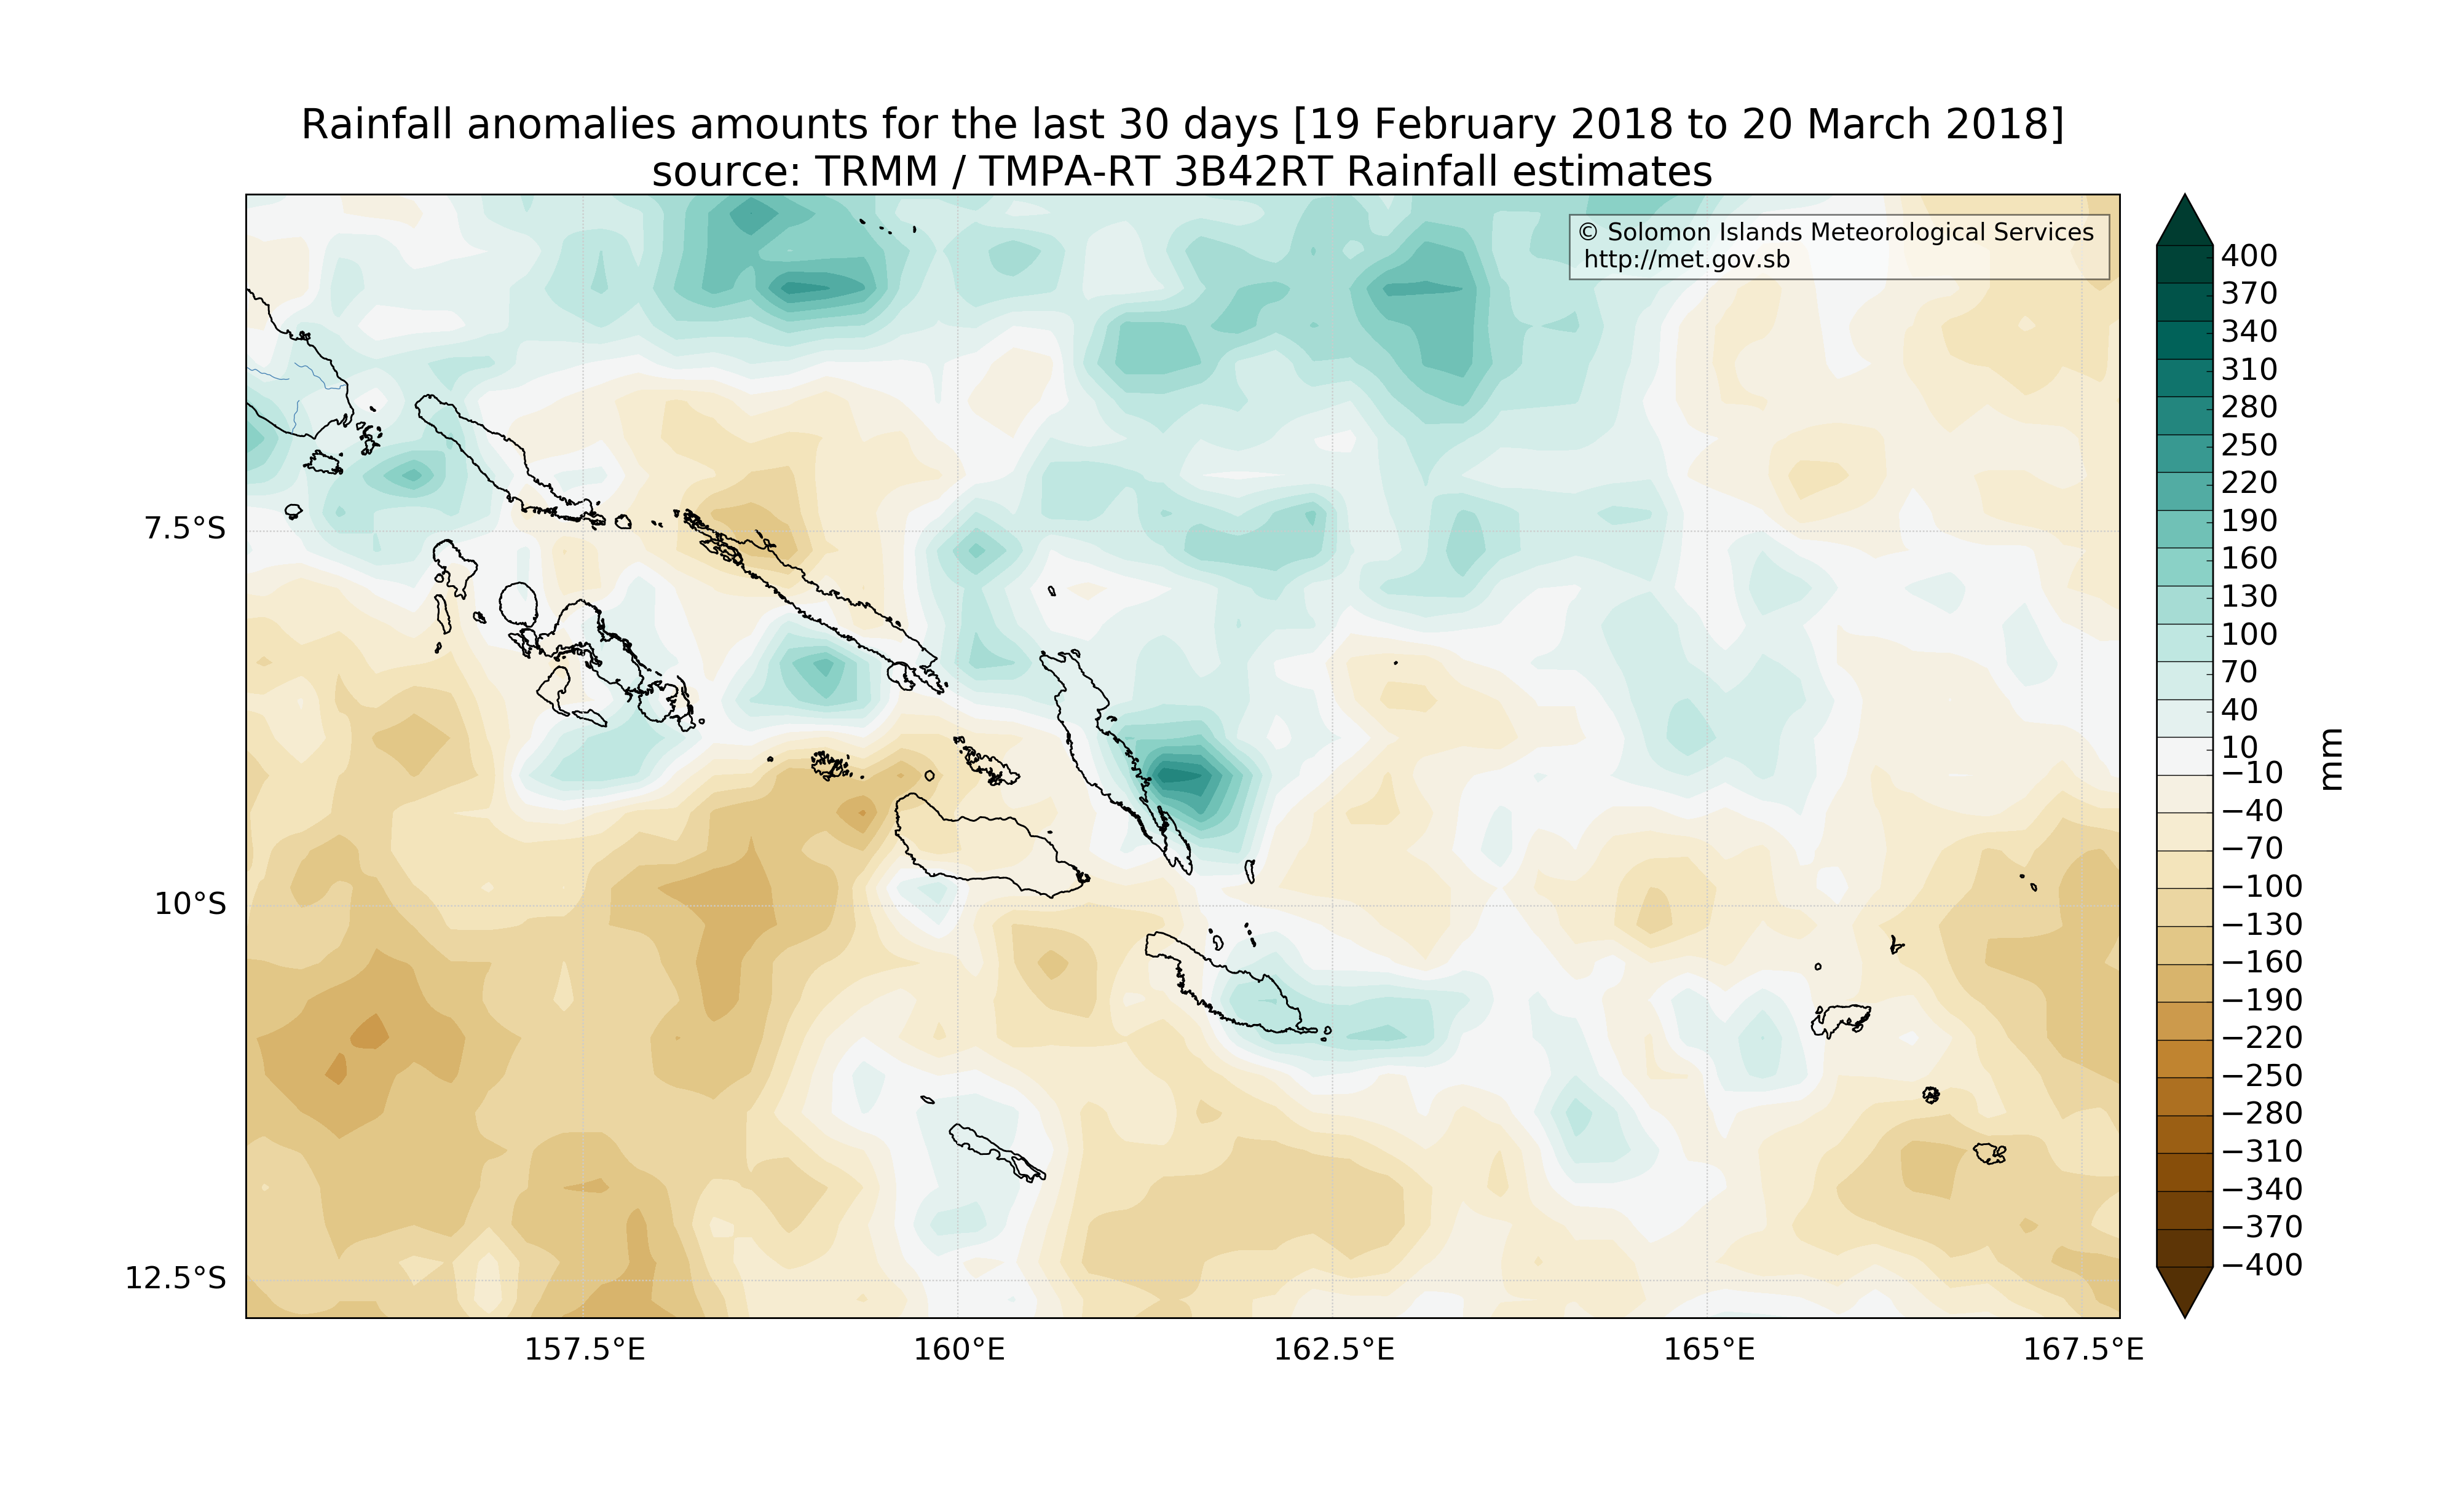 Rainfall anomalies amounts for the last 30 days [19 February 2018 to 20 March 2018]
source: TRMM / TMPA-RT 3B42RT Rainfall estimates
© Solomon Islands Meteorological Services
http://met.gov.sb
7.5°S
10°S
12.5°S
157.5°E
160°E
162.5°E
165°E
167.5°E
400
370
340
310
280
250
220
190
160
130
100
70
40
10
−10
−40
−70
−100
−130
−160
−190
−220
−250
−280
−310
−340
−370
−400
mm